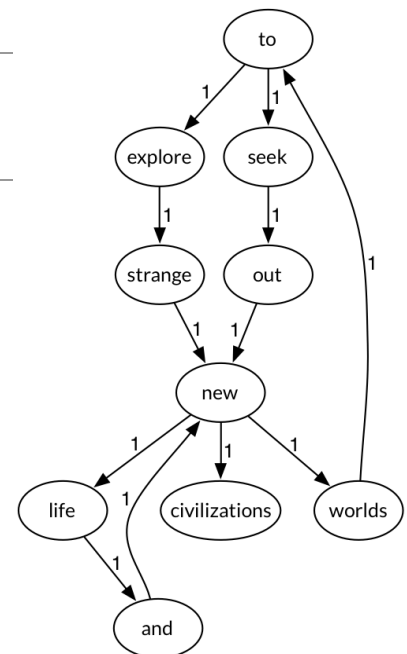 to
1
1
explore
seek
1
1
strange
out
1
1
1
new
1
1
1
1
life
civilizations
worlds
1
and